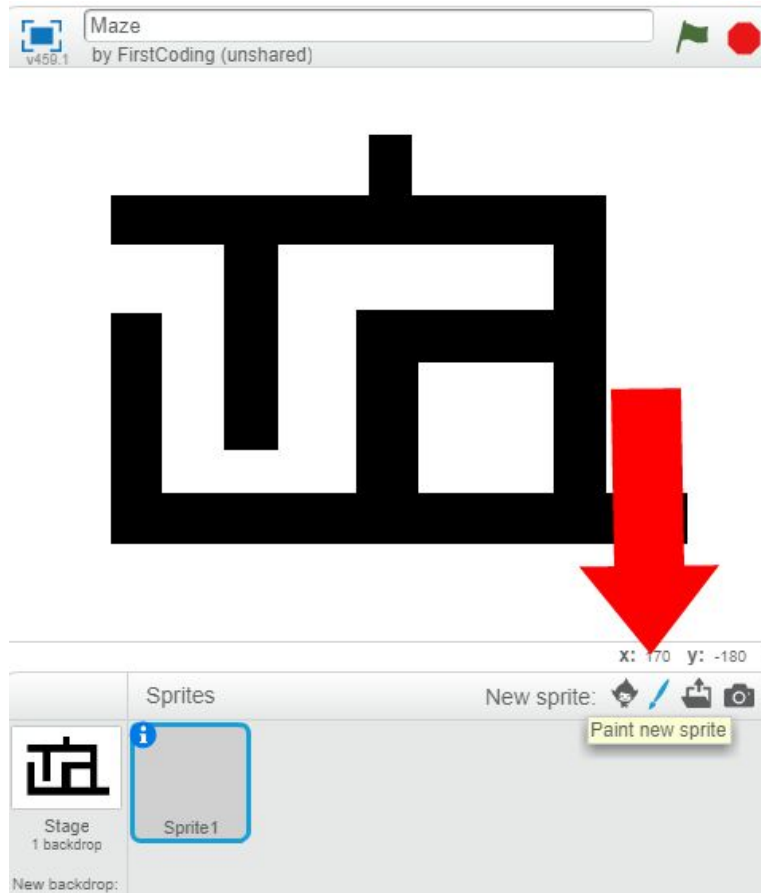 Maze
v459.1
by FirstCoding (unshared)
x: 170 y: -180
Sprites
New sprite:
Paint new sprite
Stage
1 backdrop
Sprite1
New backdrop: